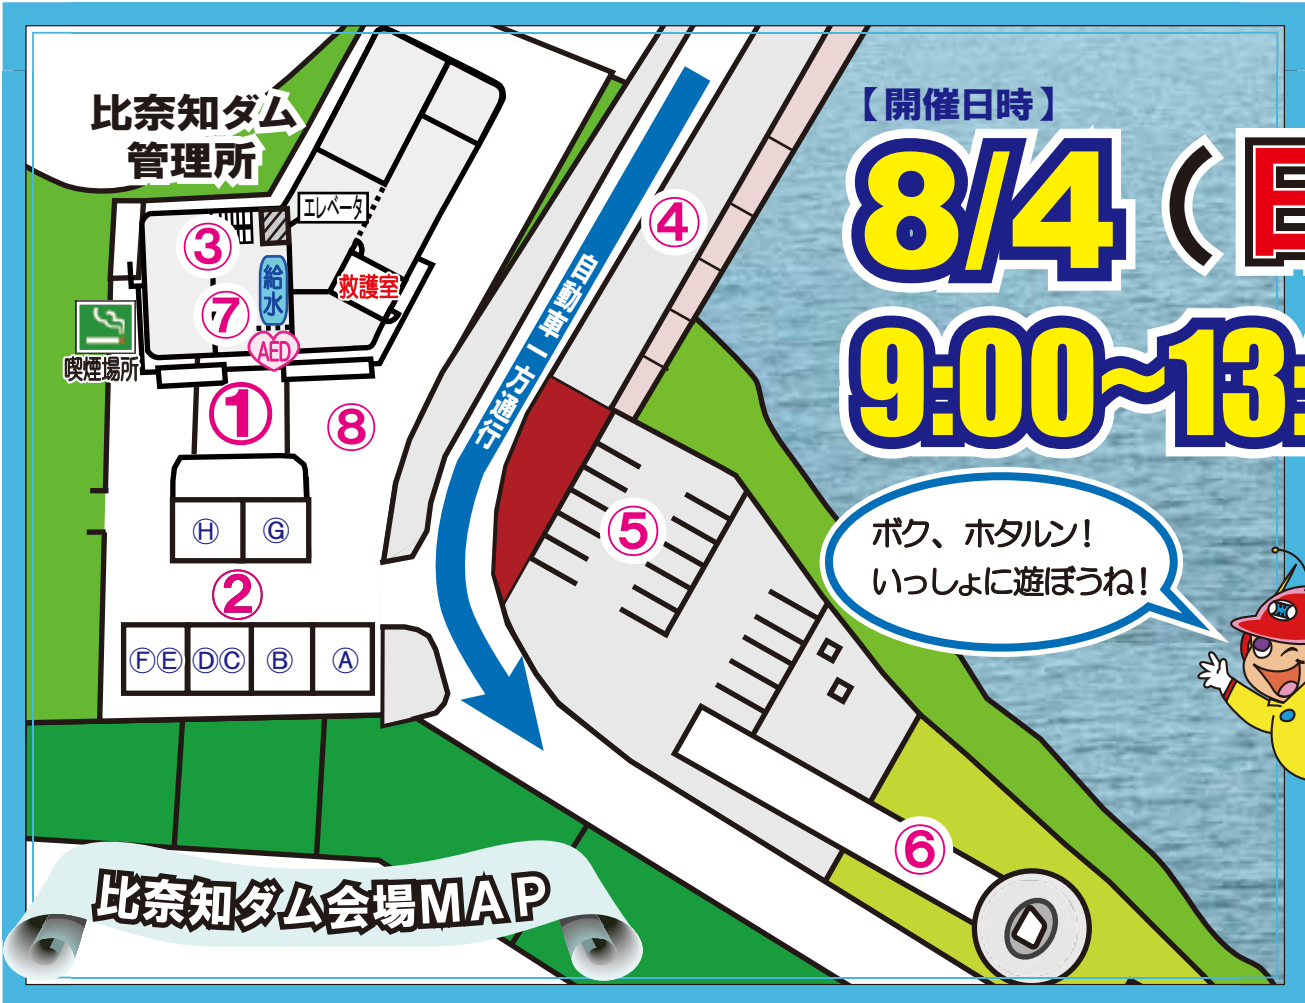 比奈知ダム
管理所
【開催日時】
8/4（日
9:00～13:
エレベータ
③
④
給水
救護室
⑦
AED
喫煙場所
自動車一方通行
①
⑧
ボク、ホタルン！
いっしょに遊ぼうね！
Ⓗ Ⓖ
⑤
②
ⒻⒺ ⒹⒸ Ⓑ Ⓐ
⑥
比奈知ダム会場MAP